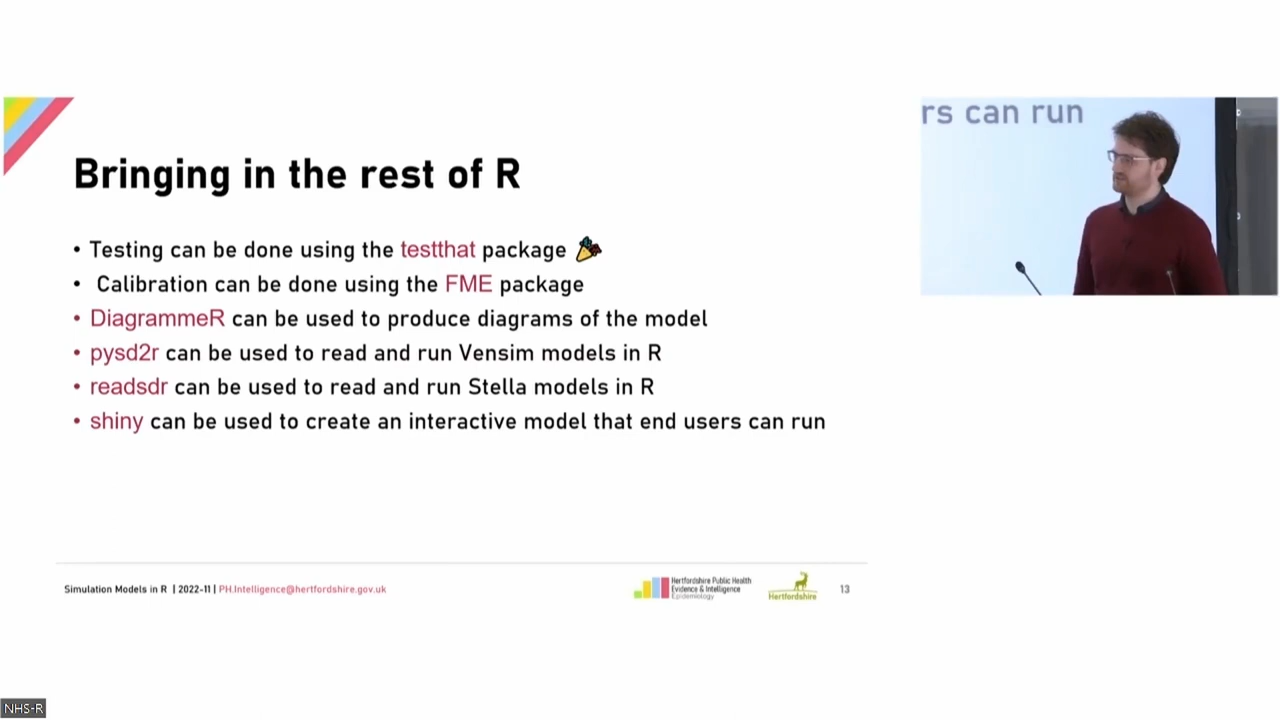 Bringing in the rest of R
• Testing can be done using the testthat package 🎉
• Calibration can be done using the FME package
• DiagrammeR can be used to produce diagrams of the model
• pysd2r can be used to read and run Vensim models in R
• readsdr can be used to read and run Stella models in R
• shiny can be used to create an interactive model that end users can run
rs can run
Simulation Models in R | 2022-11 | PH.Intelligence@hertfordshire.gov.uk
Hertfordshire Public Health
Evidence & Intelligence
Epidemiology
Hertfordshire
13
NHS-R